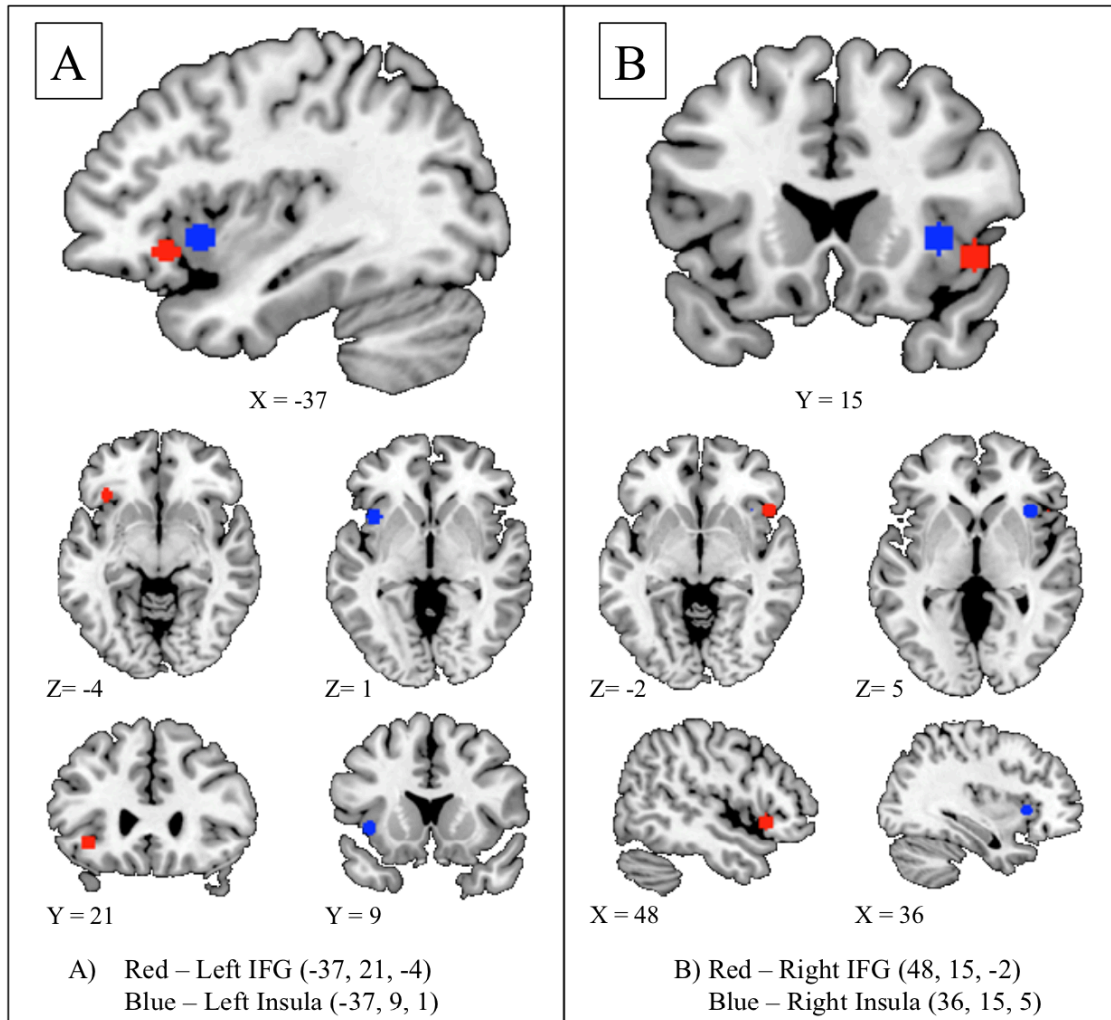 A
B
X = -37
Y = 15
Z= -4
Z= 1
Z= -2
Z= 5
Y = 21
Y = 9
X = 48
X = 36
A) Red – Left IFG (-37, 21, -4)
Blue – Left Insula (-37, 9, 1)
B) Red – Right IFG (48, 15, -2)
Blue – Right Insula (36, 15, 5)